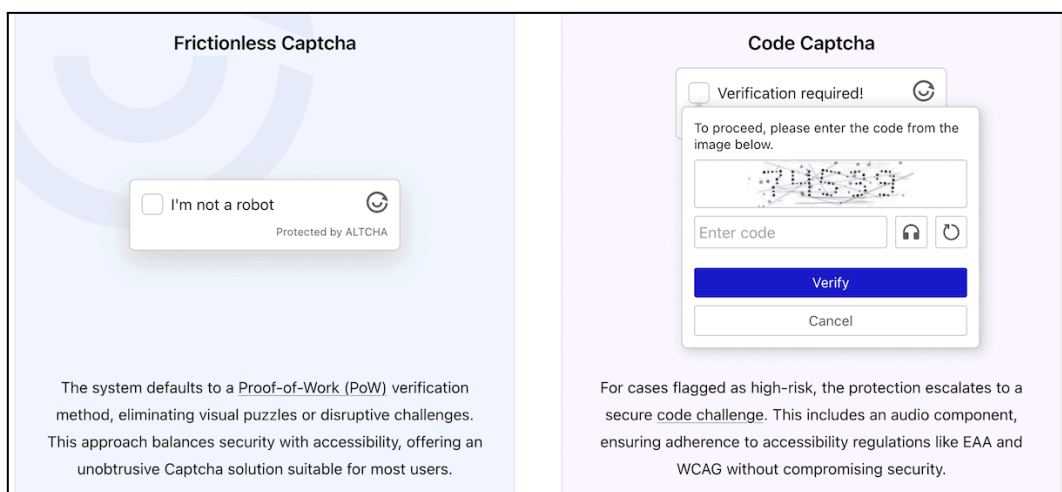 Frictionless Captcha
I'm not a robot
Protected by ALTCHA
The system defaults to a Proof-of-Work (PoW) verification
method, eliminating visual puzzles or disruptive challenges.
This approach balances security with accessibility, offering an
unobtrusive Captcha solution suitable for most users.
Code Captcha
Verification required!
To proceed, please enter the code from the
image below.
74539
Enter code
Verify
Cancel
For cases flagged as high-risk, the protection escalates to a
secure code challenge. This includes an audio component,
ensuring adherence to accessibility regulations like EAA and
WCAG without compromising security.